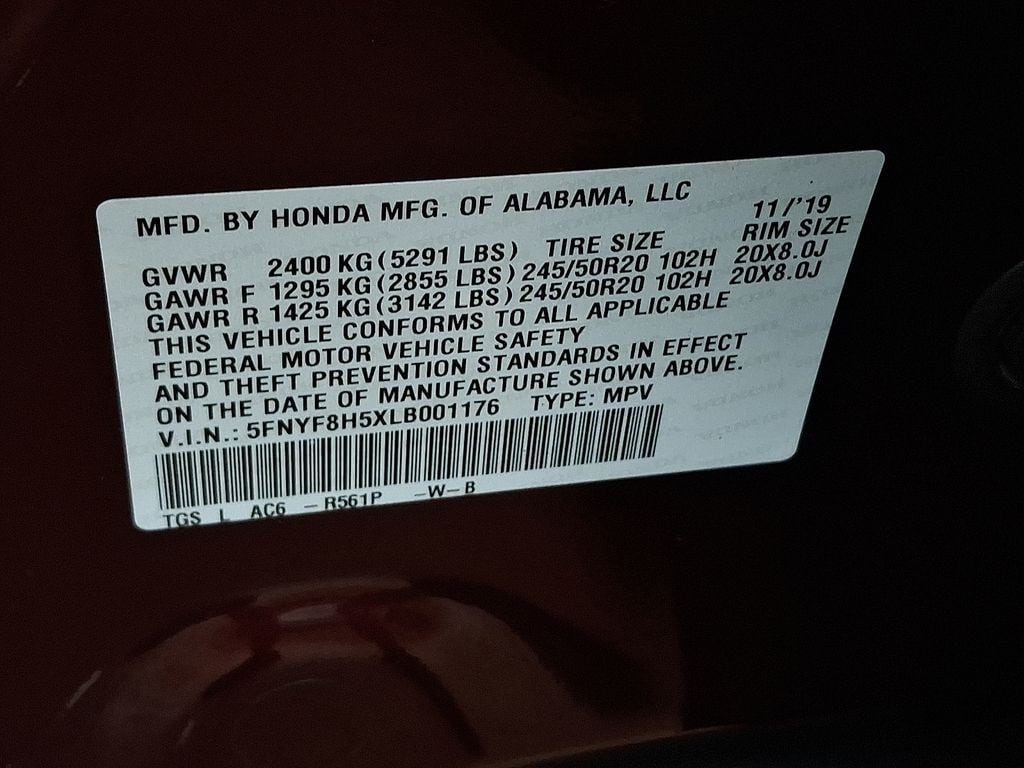 MFD. BY HONDA MFG. OF ALABAMA, LLC 11/'19
GVWR 2400 KG (5291 LBS) TIRE SIZE RIM SIZE
GAWR F 1295 KG (2855 LBS) 245/50R20 102H 20X8.0J
GAWR R 1425 KG (3142 LBS) 245/50R20 102H 20X8.0J
THIS VEHICLE CONFORMS TO ALL APPLICABLE
FEDERAL MOTOR VEHICLE SAFETY
AND THEFT PREVENTION STANDARDS IN EFFECT
ON THE DATE OF MANUFACTURE SHOWN ABOVE.
V.I.N.: 5FNYF8H5XLB001176 TYPE: MPV
TGS L AC6 -R561P -W-B